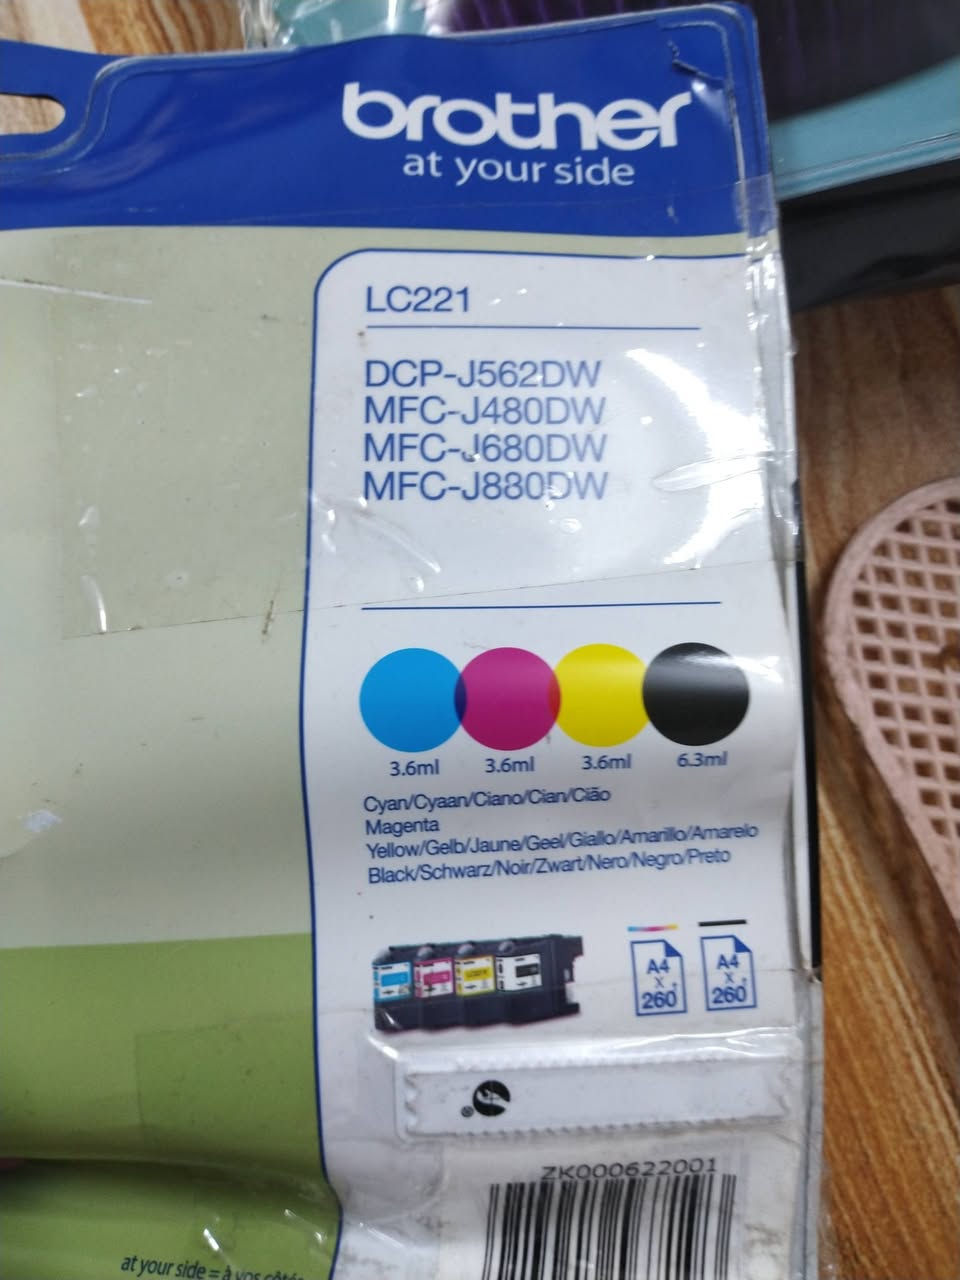 brother
at your side
LC221
DCP-J562DW
MFC-J480DW
MFC-J680DW
MFC-J880DW
3.6ml 3.6ml 3.6ml 6.3ml
Cyan/Cyaan/Ciano/Cian/Cião
Magenta
Yellow/Gelb/Jaune/Geel/Giallo/Amarillo/Amarelo
Black/Schwarz/Noir/Zwart/Nero/Negro/Preto
A4 A4
x x
260* 260*
®
ZK000622001
at your side = à vos côtés